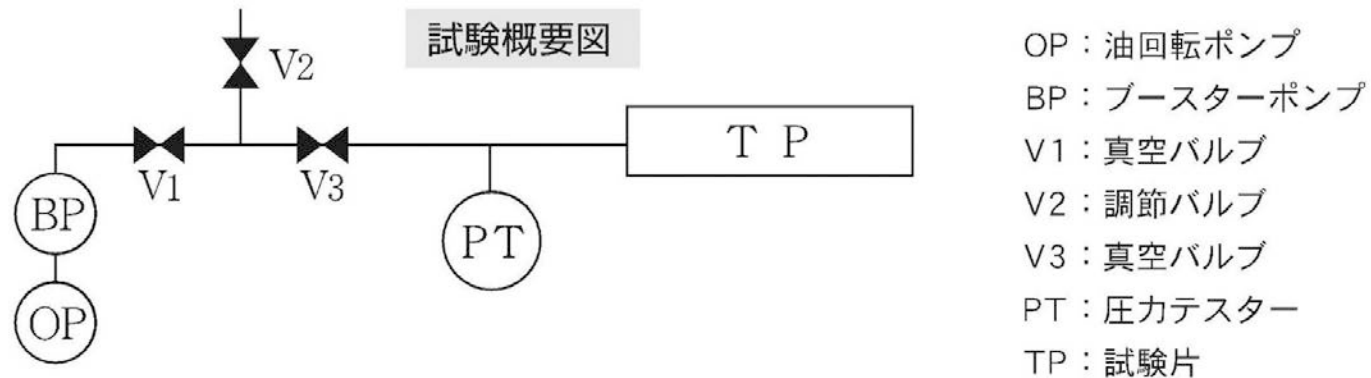 試験概要図
V2
V1
V3
BP
OP
PT
T P
OP：油回転ポンプ
BP：ブースターポンプ
V1：真空バルブ
V2：調節バルブ
V3：真空バルブ
PT：圧力テスター
TP：試験片